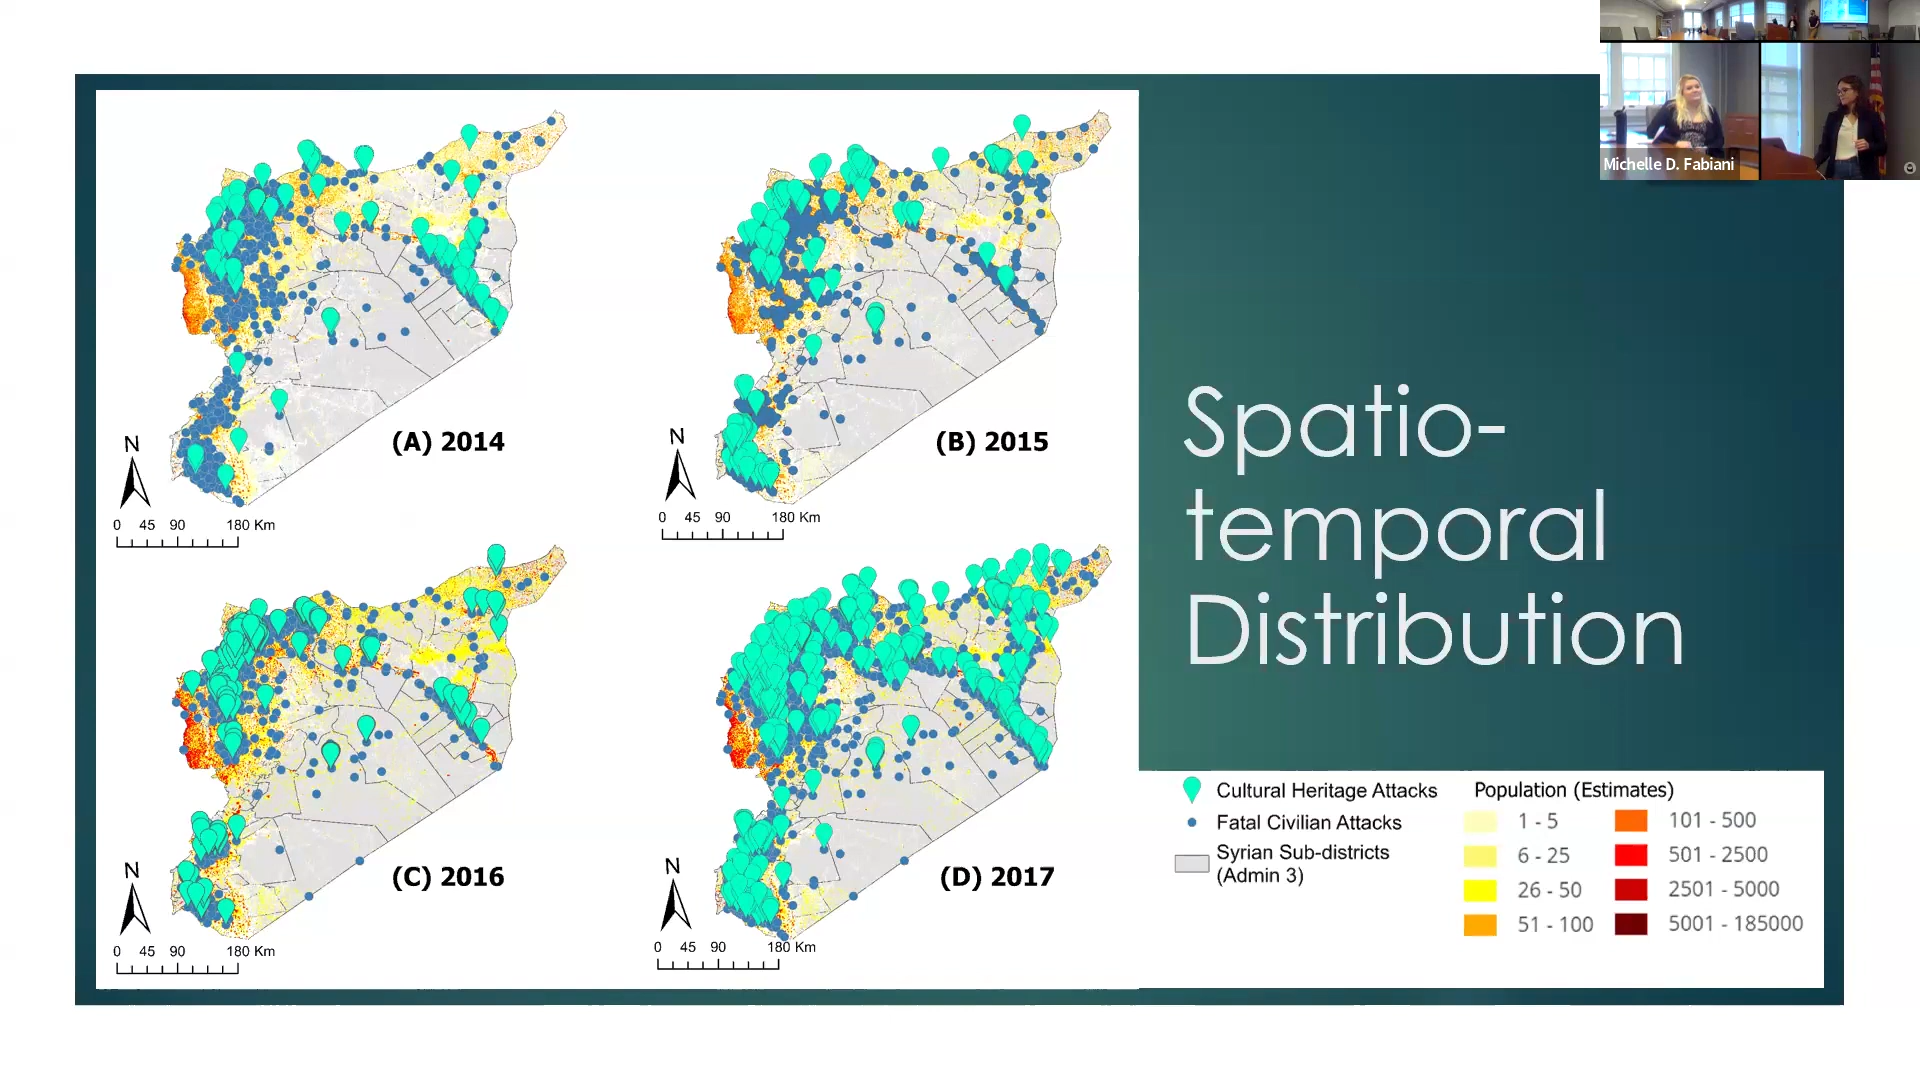 Michelle D. Fabiani
N
(A) 2014
0 45 90 180 Km
N
(B) 2015
0 45 90 180 Km
N
(C) 2016
0 45 90 180 Km
N
(D) 2017
0 45 90 180 Km
Spatio-
temporal
Distribution
Cultural Heritage Attacks
Fatal Civilian Attacks
Syrian Sub-districts
(Admin 3)
Population (Estimates)
1 - 5
6 - 25
26 - 50
51 - 100
101 - 500
501 - 2500
2501 - 5000
5001 - 185000